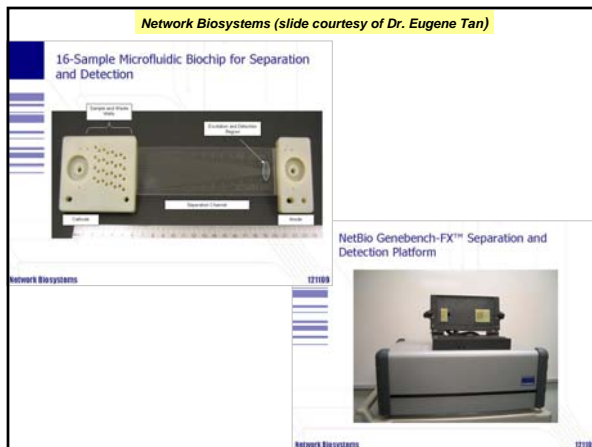 Network Biosystems (slide courtesy of Dr. Eugene Tan)
16-Sample Microfluidic Biochip for Separation
and Detection
Sample and Waste
Wells
Excitation and Detection
Region
Separation Channel
Cathode
Anode
Network Biosystems
121109
NetBio Genebench-FX™ Separation and
Detection Platform
Network Biosystems